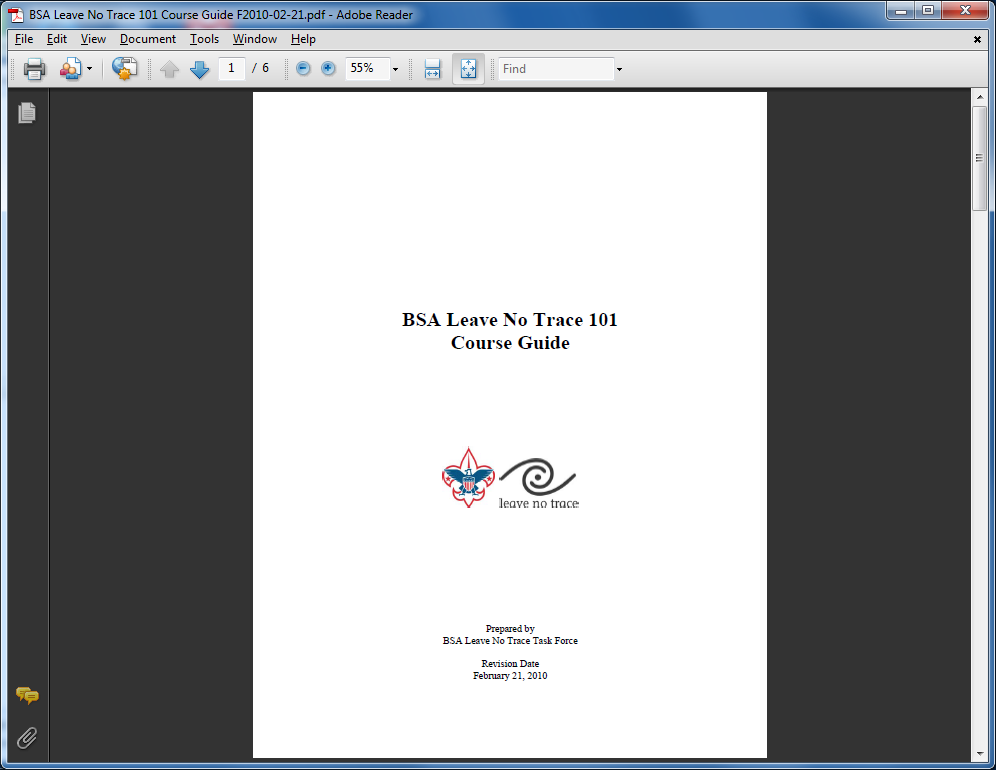 BSA Leave No Trace 101 Course Guide F2010-02-21.pdf - Adobe Reader
File Edit View Document Tools Window Help
1 / 6 55% Find
BSA Leave No Trace 101
Course Guide
leave no trace
Prepared by
BSA Leave No Trace Task Force
Revision Date
February 21, 2010